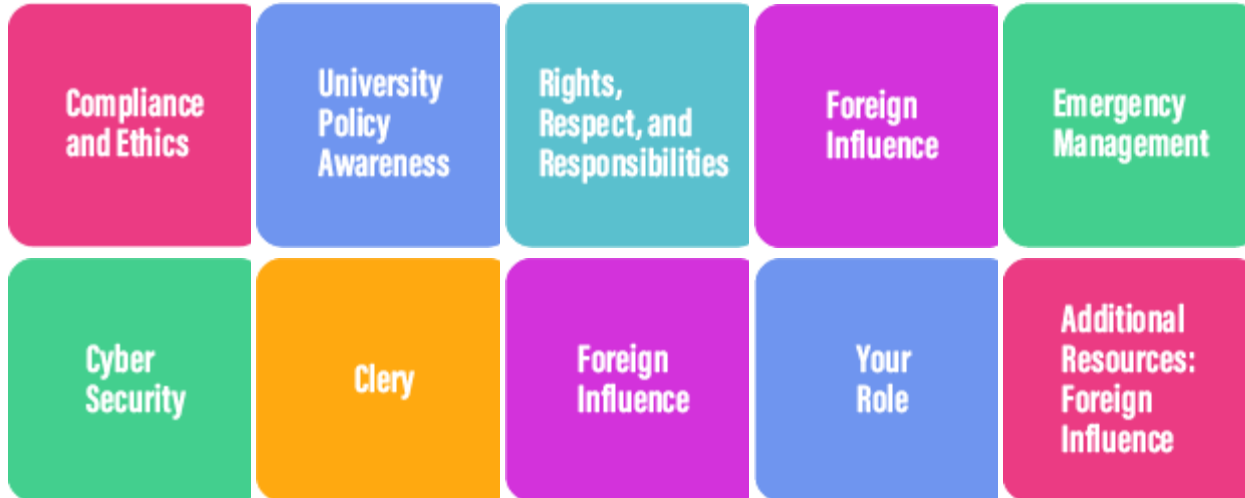 Compliance
and Ethics
University
Policy
Awareness
Rights,
Respect, and
Responsibilities
Foreign
Influence
Emergency
Management
Cyber
Security
Clery
Foreign
Influence
Your
Role
Additional
Resources:
Foreign
Influence